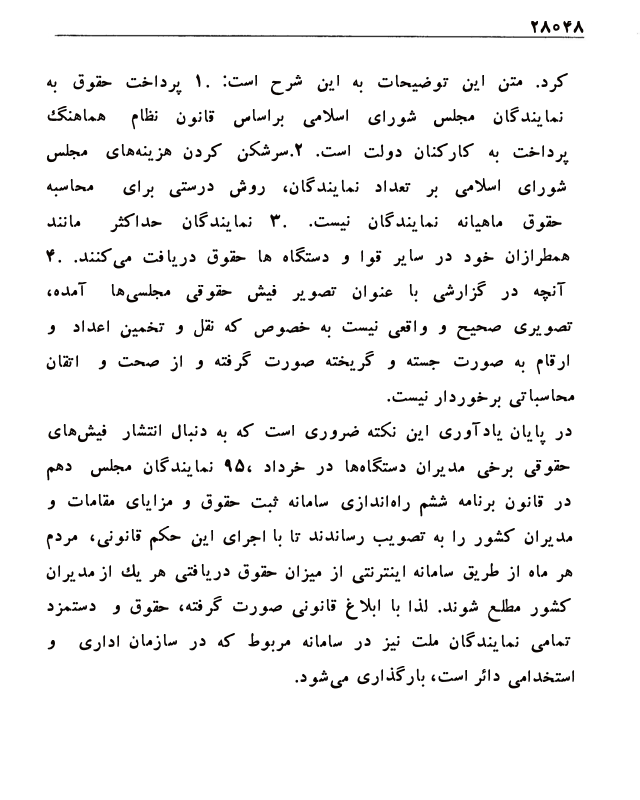 ۲۸۰۴۸
کرد. متن این توضیحات به این شرح است: .۱ پرداخت حقوق به
نمایندگان مجلس شورای اسلامی براساس قانون نظام هماهنگ
پرداخت به کارکنان دولت است. ۲.سرشکن کردن هزینه‌های مجلس
شورای اسلامی بر تعداد نمایندگان، روش درستی برای محاسبه
حقوق ماهیانه نمایندگان نیست. .۳ نمایندگان حداکثر مانند
همطرازان خود در سایر قوا و دستگاه ها حقوق دریافت می‌کنند. .۴
آنچه در گزارشی با عنوان تصویر فیش حقوقی مجلسی‌ها آمده،
تصویری صحیح و واقعی نیست به خصوص که نقل و تخمین اعداد و
ارقام به صورت جسته و گریخته صورت گرفته و از صحت و اتقان
محاسباتی برخوردار نیست.
در پایان یادآوری این نکته ضروری است که به دنبال انتشار فیش‌های
حقوقی برخی مدیران دستگاه‌ها در خرداد ،۹۵ نمایندگان مجلس دهم
در قانون برنامه ششم راه‌اندازی سامانه ثبت حقوق و مزایای مقامات و
مدیران کشور را به تصویب رساندند تا با اجرای این حکم قانونی، مردم
هر ماه از طریق سامانه اینترنتی از میزان حقوق دریافتی هر یك از مدیران
کشور مطلع شوند. لذا با ابلاغ قانونی صورت گرفته، حقوق و دستمزد
تمامی نمایندگان ملت نیز در سامانه مربوط که در سازمان اداری و
استخدامی دائر است، بارگذاری می‌شود.